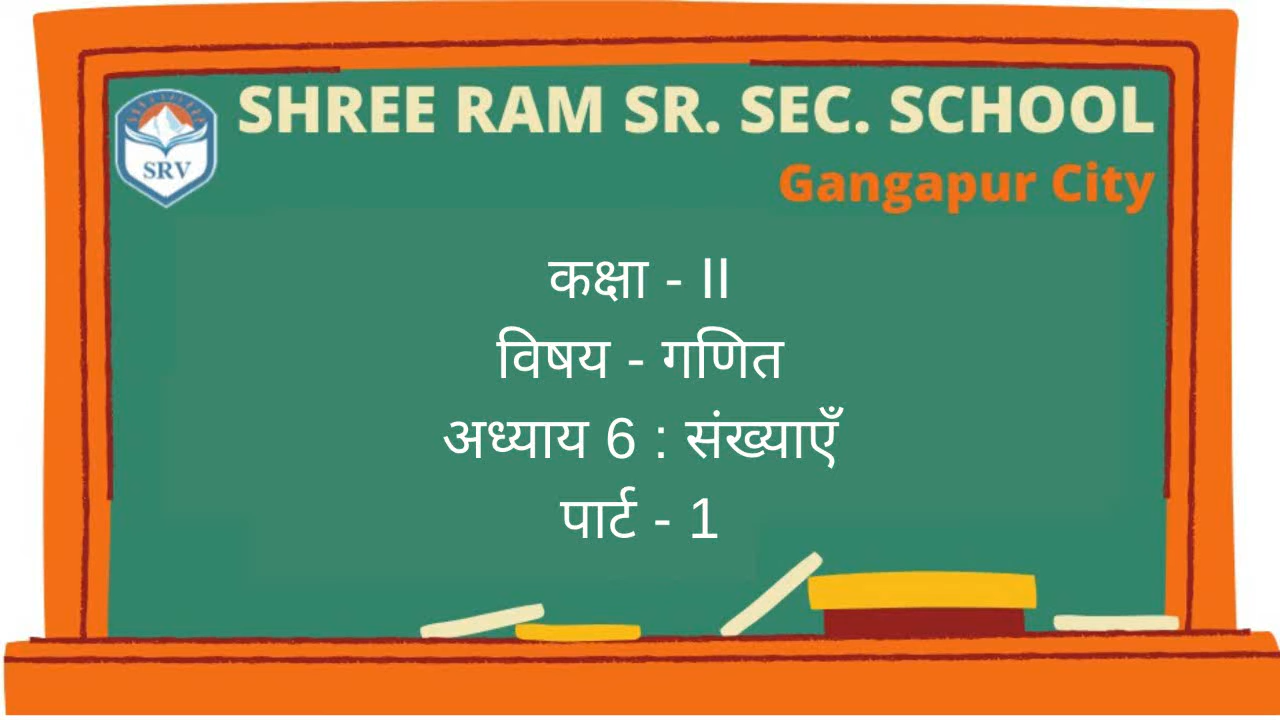 SHREE RAM SR. SEC. SCHOOL
Gangapur City
SRV
कक्षा - II
विषय - गणित
अध्याय 6 : संख्याएँ
पार्ट - 1